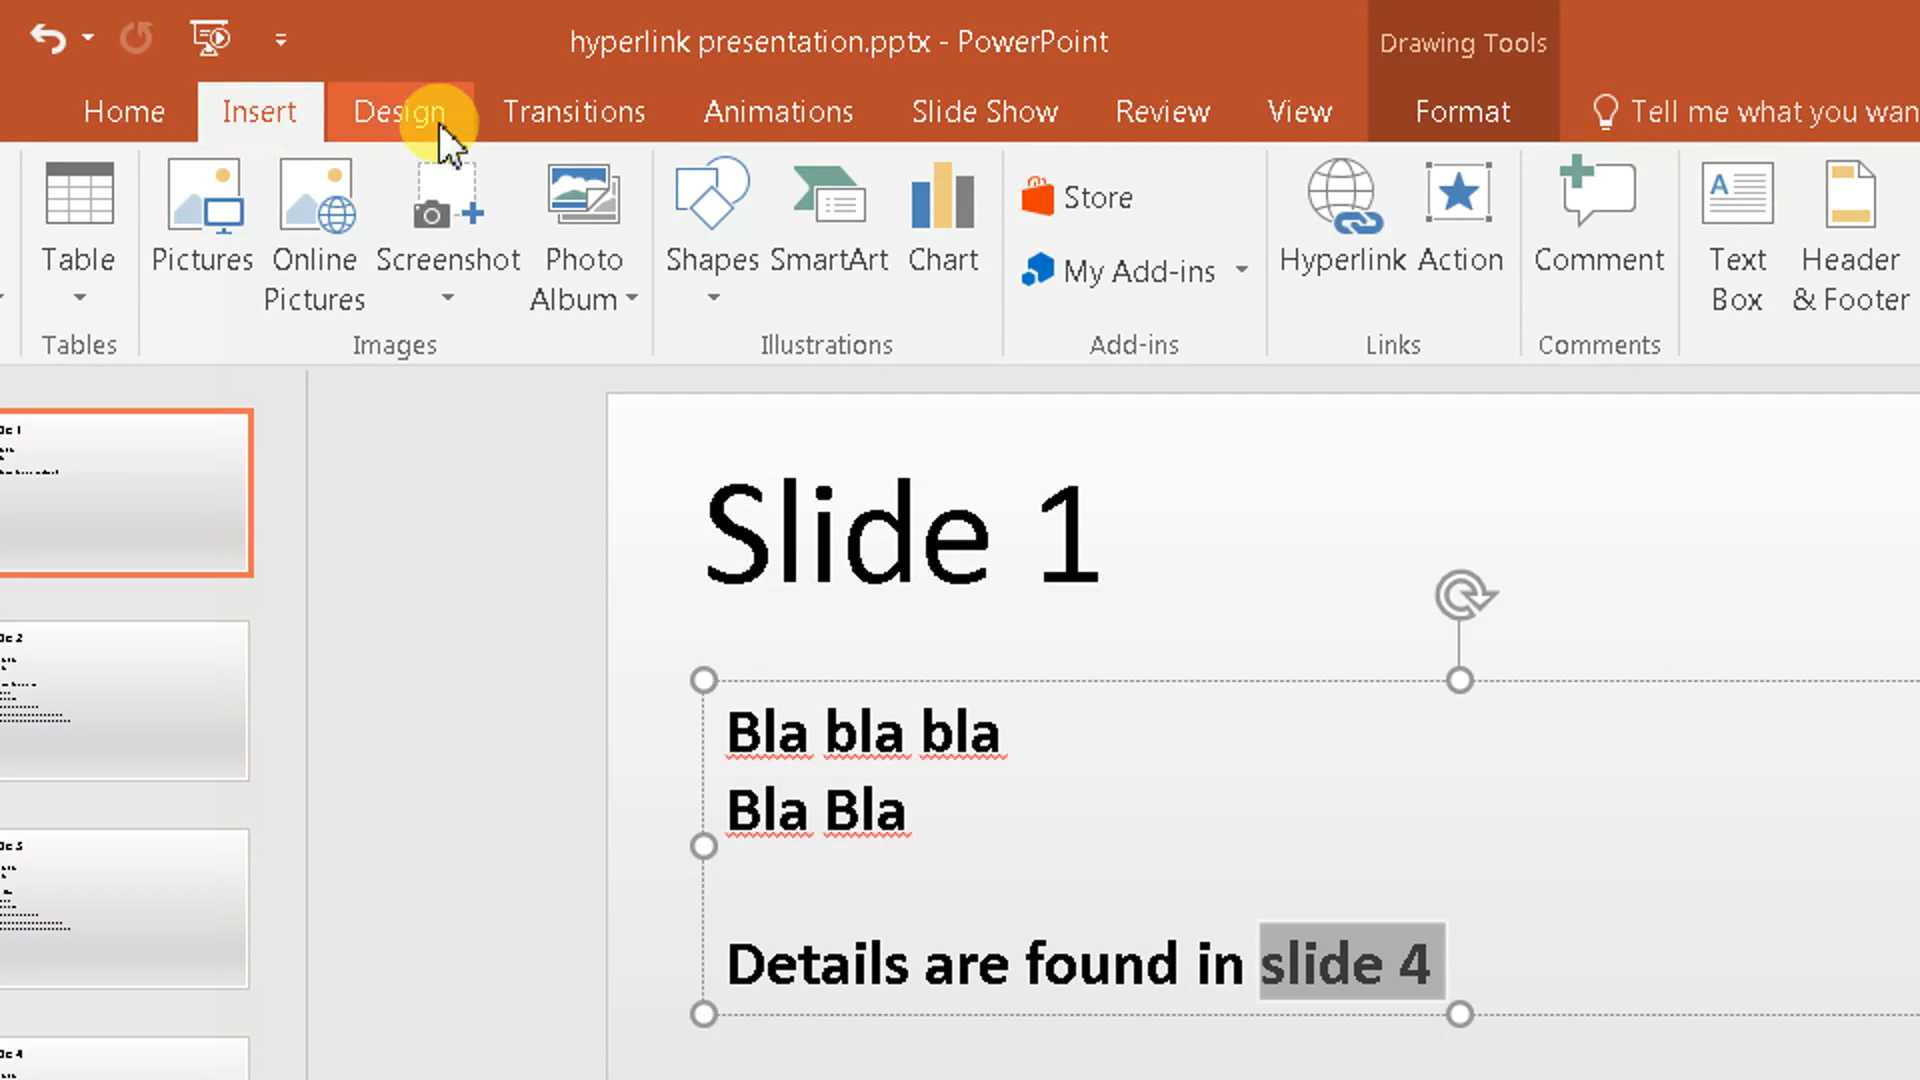 hyperlink presentation.pptx - PowerPoint
Drawing Tools
Home Insert Design Transitions Animations Slide Show Review View Format Tell me what you wan
Table Pictures Online Pictures Screenshot Photo Album Shapes SmartArt Chart Store My Add-ins Hyperlink Action Comment Text Box Header & Footer
Tables Images Illustrations Add-ins Links Comments
Slide 1
Bla bla bla
Bla Bla
Details are found in slide 4